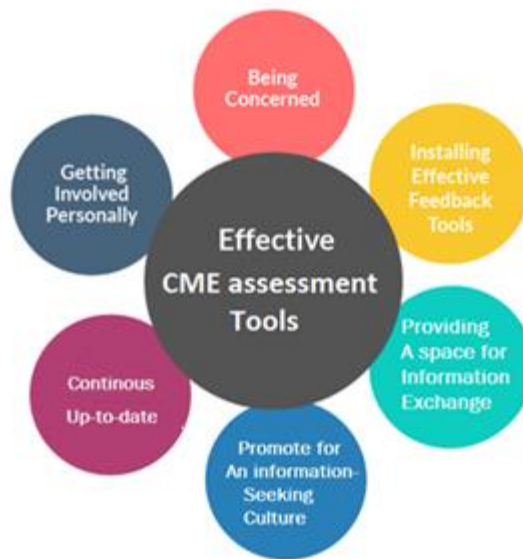 Being
Concerned
Installing
Effective
Feedback
Tools
Getting
Involved
Personally
Effective
CME assessment
Tools
Providing
A space for
Information
Exchange
Continous
Up-to-date
Promote for
An information-
Seeking
Culture